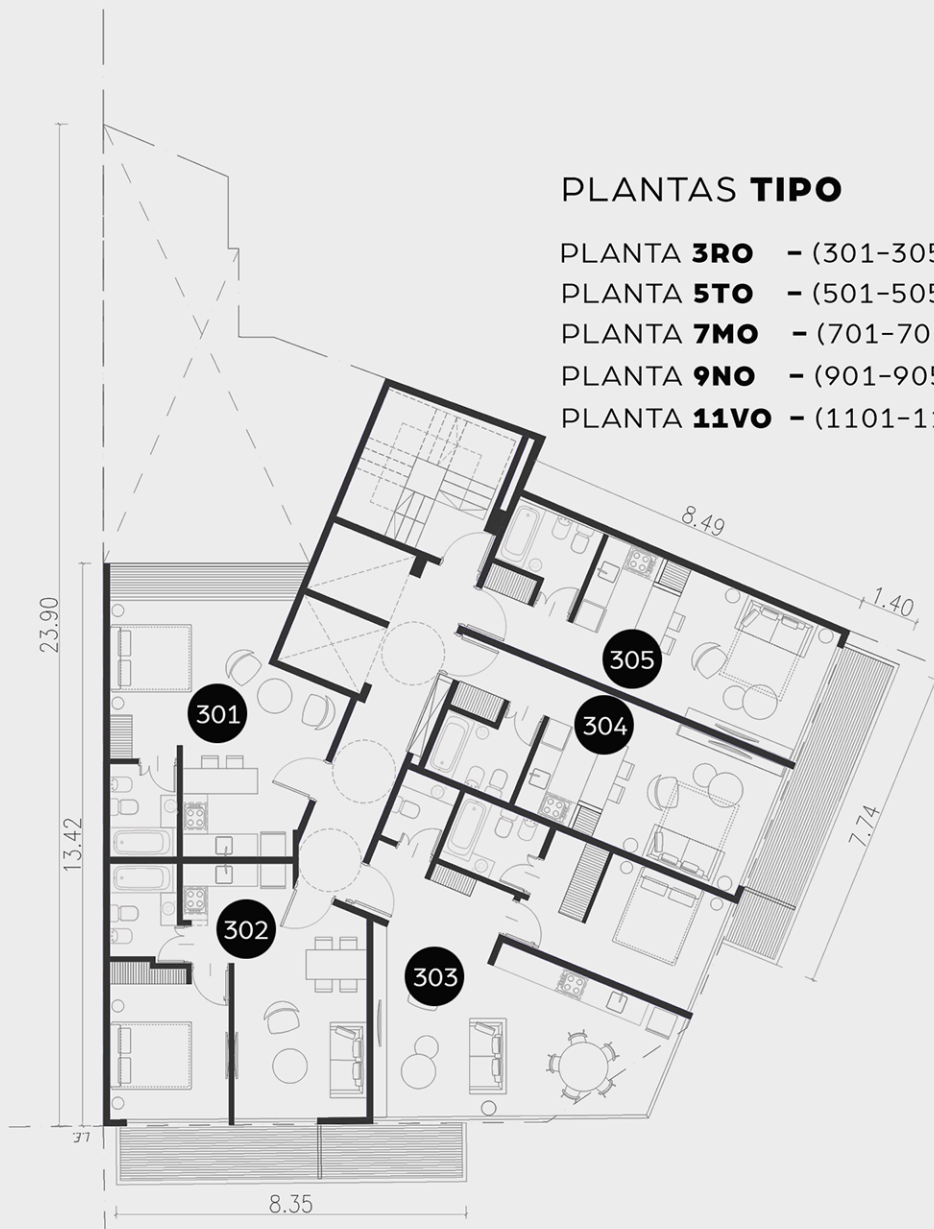 PLANTAS TIPO
PLANTA 3RO - (301-305
PLANTA 5TO - (501-505
PLANTA 7MO - (701-70
PLANTA 9NO - (901-905
PLANTA 11VO - (1101-11
8.49
1.40
23.90
305
301
304
13.42
7.74
302
303
L.E.
8.35